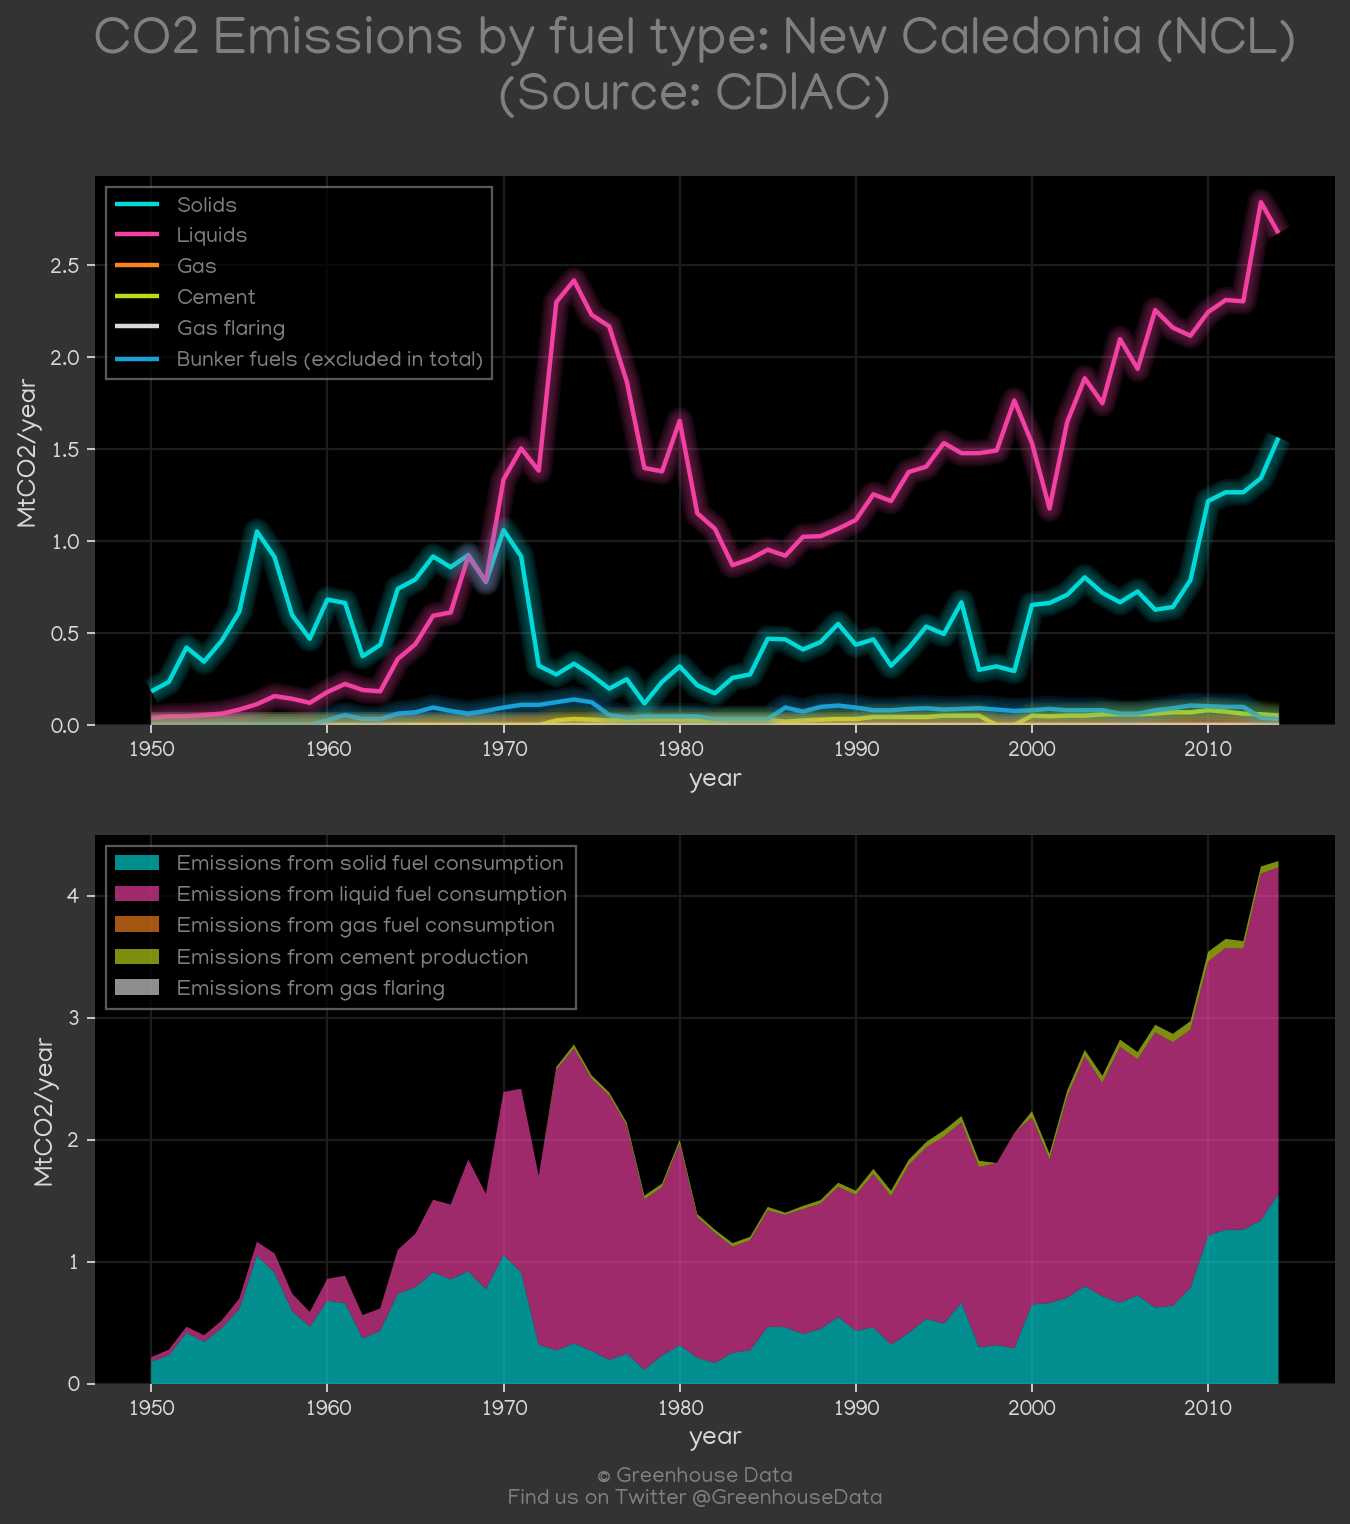 CO2 Emissions by fuel type: New Caledonia (NCL)
(Source: CDIAC)
Solids
Liquids
Gas
Cement
Gas flaring
Bunker fuels (excluded in total)
MtCO2/year
2.5
2.0
1.5
1.0
0.5
0.0
1950 1960 1970 1980 1990 2000 2010
year
Emissions from solid fuel consumption
Emissions from liquid fuel consumption
Emissions from gas fuel consumption
Emissions from cement production
Emissions from gas flaring
MtCO2/year
4
3
2
1
0
1950 1960 1970 1980 1990 2000 2010
year
© Greenhouse Data
Find us on Twitter @GreenhouseData